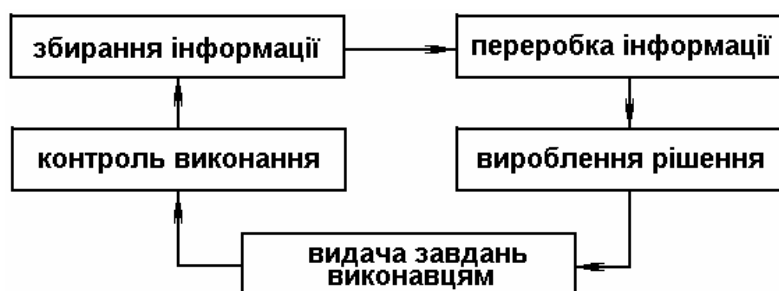 збирання інформації
переробка інформації
контроль виконання
вироблення рішення
видача завдань
виконавцям